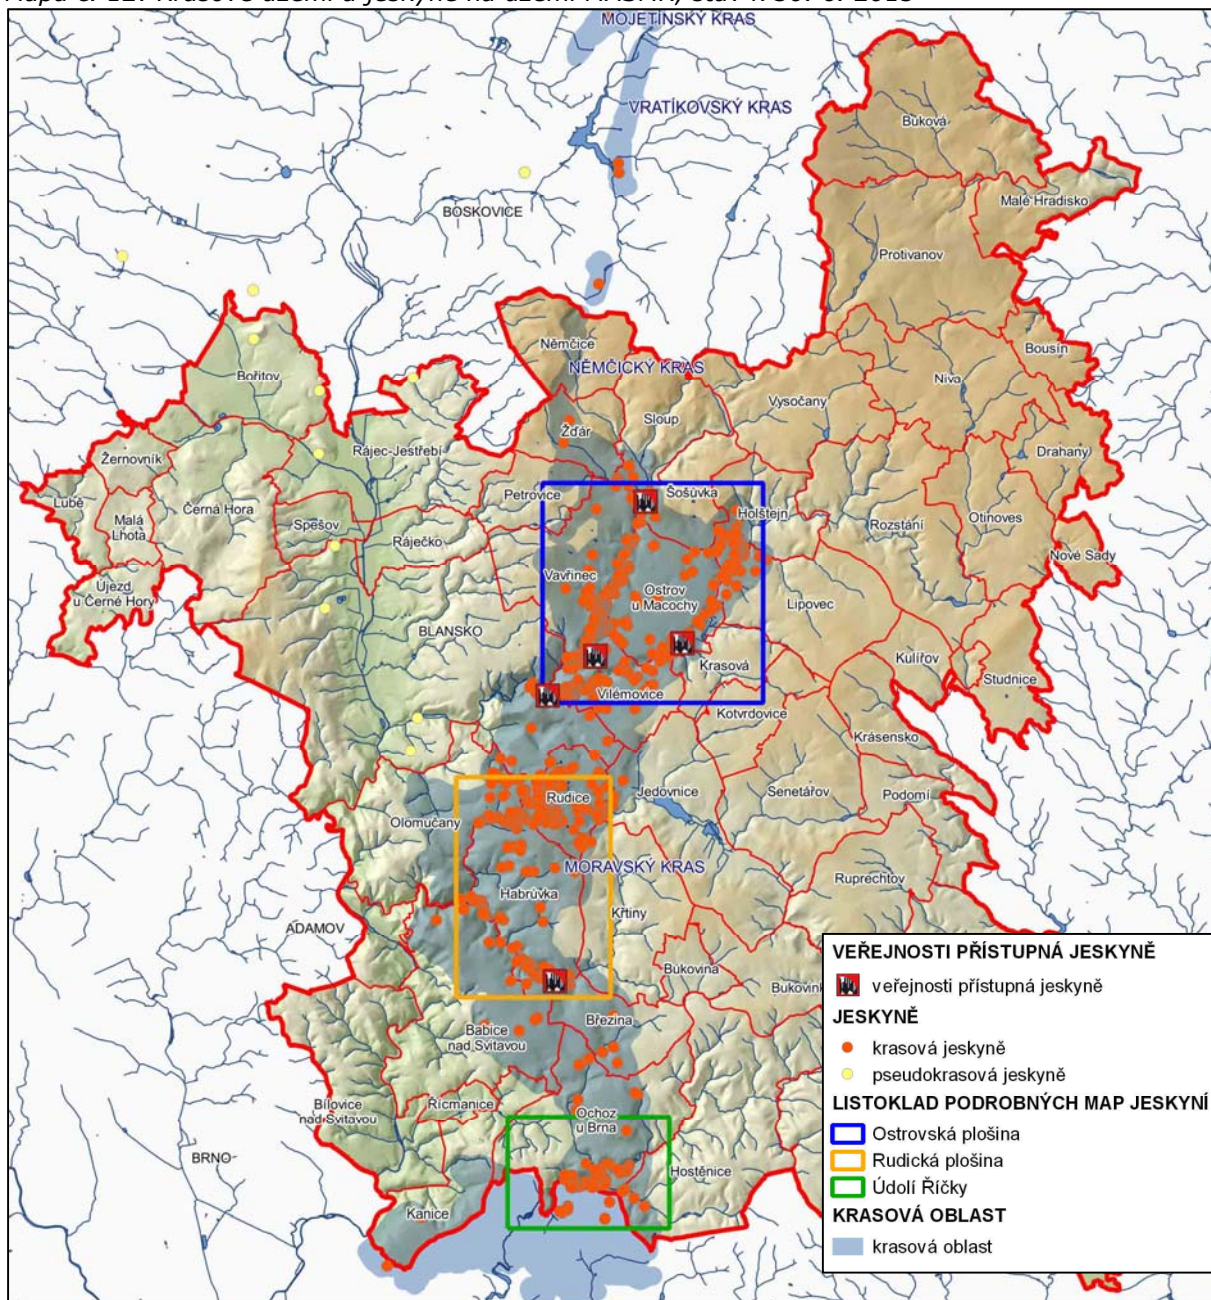 MOJETÍNSKÝ KRAS
VRATÍKOVSKÝ KRAS
Buková
Malé Hradisko
BOSKOVICE
Protivanov
Němčice
Bořitov
NĚMČICKÝ KRAS
Bousín
Niva
Vysočany
Sloup
Žďár
Rájec-Jestřebí
Drahany
Žernovník
Lubě
Černá Hora
Petrovice
Šošůvka
Holštejn
Malá
Lhota
Spešov
Ráječko
Rozstání
Otinoves
Nové Sady
Vavřinec
Újezd
u Černé Hory
Ostrov
u Macochy
Lipovec
BLANSKO
Krasová
Kulířov
Studnice
Vilémovice
Kotvrdovice
Krásensko
Rudice
Jedovnice
Senetářov
Podomí
Olomučany
MORAVSKÝ KRAS
Ruprechtov
Habrůvka
Křtiny
ADAMOV
Bukovina
Bukovink
Březina
Babice
nad Svitavou
Bílovice
nad Svitavou
Řícmanice
Ochoz
u Brna
BRNO
Hostěnice
Kanice
VEŘEJNOSTI PŘÍSTUPNÁ JESKYNĚ
veřejnosti přístupná jeskyně
JESKYNĚ
krasová jeskyně
pseudokrasová jeskyně
LISTOKLAD PODROBNÝCH MAP JESKYNÍ
Ostrovská plošina
Rudická plošina
Údolí Říčky
KRASOVÁ OBLAST
krasová oblast